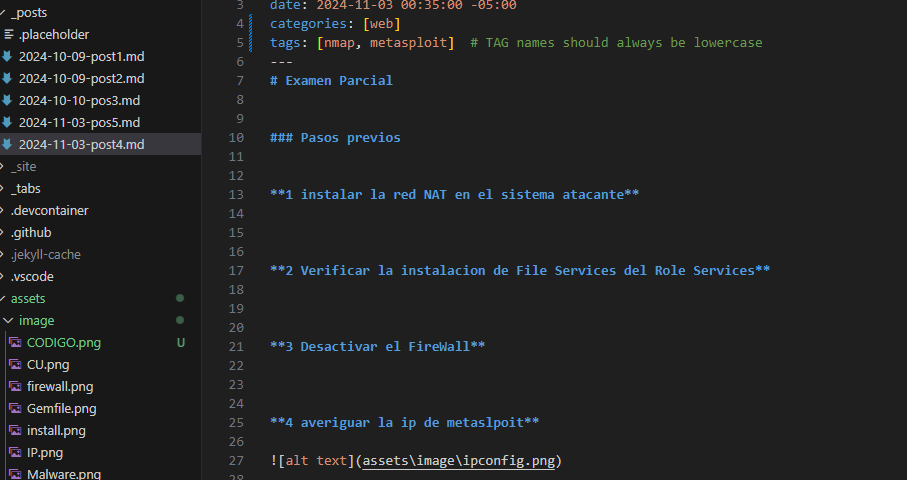 _posts
.placeholder
2024-10-09-post1.md
2024-10-09-post2.md
2024-10-10-pos3.md
2024-11-03-pos5.md
2024-11-03-post4.md
_site
_tabs
.devcontainer
.github
.jekyll-cache
.vscode
assets
image
CODIGO.png U
CU.png
firewall.png
Gemfile.png
install.png
IP.png
Malware.png
3 date: 2024-11-03 00:35:00 -05:00
4 categories: [web]
5 tags: [nmap, metasploit] # TAG names should always be lowercase
6 ---
7 # Examen Parcial
8
9
10 ### Pasos previos
11
12
13 **1 instalar la red NAT en el sistema atacante**
14
15
16
17 **2 Verificar la instalacion de File Services del Role Services**
18
19
20
21 **3 Desactivar el FireWall**
22
23
24
25 **4 averiguar la ip de metaslpoit**
26
27 ![alt text](assets\image\ipconfig.png)
28